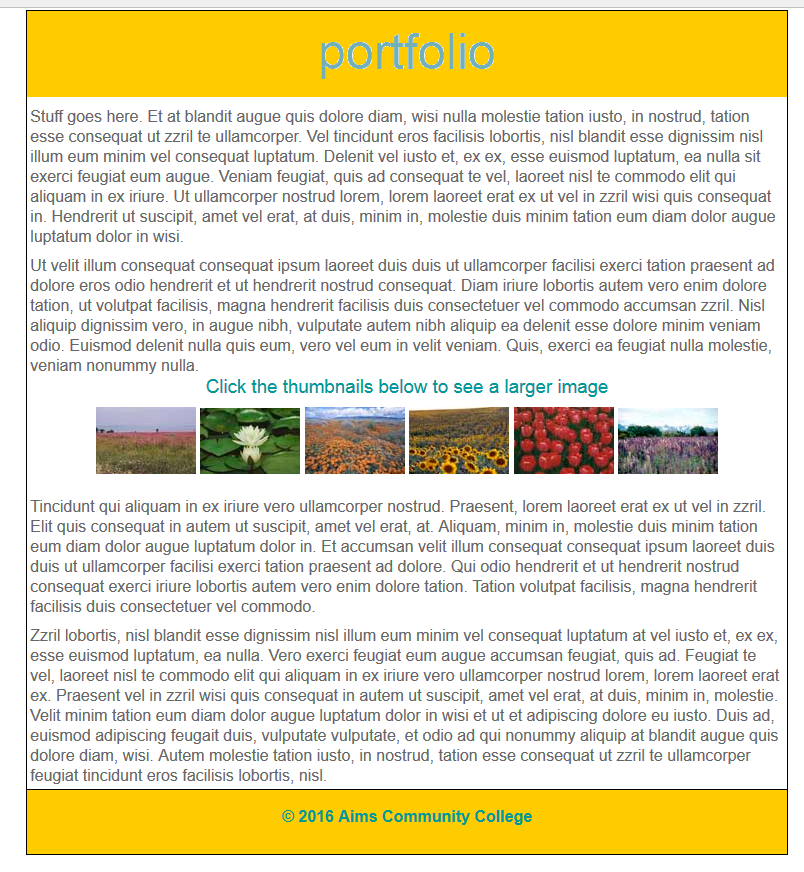 portfolio
Stuff goes here. Et at blandit augue quis dolore diam, wisi nulla molestie tation iusto, in nostrud, tation
esse consequat ut zzril te ullamcorper. Vel tincidunt eros facilisis lobortis, nisl blandit esse dignissim nisl
illum eum minim vel consequat luptatum. Delenit vel iusto et, ex ex, esse euismod luptatum, ea nulla sit
exerci feugiat eum augue. Veniam feugiat, quis ad consequat te vel, laoreet nisl te commodo elit qui
aliquam in ex iriure. Ut ullamcorper nostrud lorem, lorem laoreet erat ex ut vel in zzril wisi quis consequat
in. Hendrerit ut suscipit, amet vel erat, at duis, minim in, molestie duis minim tation eum diam dolor augue
luptatum dolor in wisi.
Ut velit illum consequat consequat ipsum laoreet duis duis ut ullamcorper facilisi exerci tation praesent ad
dolore eros odio hendrerit et ut hendrerit nostrud consequat. Diam iriure lobortis autem vero enim dolore
tation, ut volutpat facilisis, magna hendrerit facilisis duis consectetuer vel commodo accumsan zzril. Nisl
aliquip dignissim vero, in augue nibh, vulputate autem nibh aliquip ea delenit esse dolore minim veniam
odio. Euismod delenit nulla quis eum, vero vel eum in velit veniam. Quis, exerci ea feugiat nulla molestie,
veniam nonummy nulla.
Click the thumbnails below to see a larger image
Tincidunt qui aliquam in ex iriure vero ullamcorper nostrud. Praesent, lorem laoreet erat ex ut vel in zzril.
Elit quis consequat in autem ut suscipit, amet vel erat, at. Aliquam, minim in, molestie duis minim tation
eum diam dolor augue luptatum dolor in. Et accumsan velit illum consequat consequat ipsum laoreet duis
duis ut ullamcorper facilisi exerci tation praesent ad dolore. Qui odio hendrerit et ut hendrerit nostrud
consequat exerci iriure lobortis autem vero enim dolore tation. Tation volutpat facilisis, magna hendrerit
facilisis duis consectetuer vel commodo.
Zzril lobortis, nisl blandit esse dignissim nisl illum eum minim vel consequat luptatum at vel iusto et, ex ex,
esse euismod luptatum, ea nulla. Vero exerci feugiat eum augue accumsan feugiat, quis ad. Feugiat te
vel, laoreet nisl te commodo elit qui aliquam in ex iriure vero ullamcorper nostrud lorem, lorem laoreet erat
ex. Praesent vel in zzril wisi quis consequat in autem ut suscipit, amet vel erat, at duis, minim in, molestie.
Velit minim tation eum diam dolor augue luptatum dolor in wisi et ut et adipiscing dolore eu iusto. Duis ad,
euismod adipiscing feugait duis, vulputate vulputate, et odio ad qui nonummy aliquip at blandit augue quis
dolore diam, wisi. Autem molestie tation iusto, in nostrud, tation esse consequat ut zzril te ullamcorper
feugiat tincidunt eros facilisis lobortis, nisl.
© 2016 Aims Community College